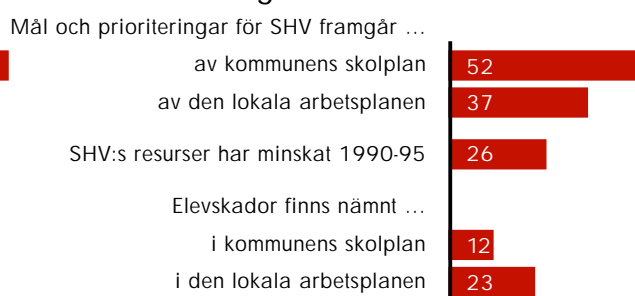 Mål och prioriteringar för SHV framgår ...
av kommunens skolplan 52
av den lokala arbetsplanen 37
SHV:s resurser har minskat 1990-95 26
Elevskador finns nämnt ...
i kommunens skolplan 12
i den lokala arbetsplanen 23